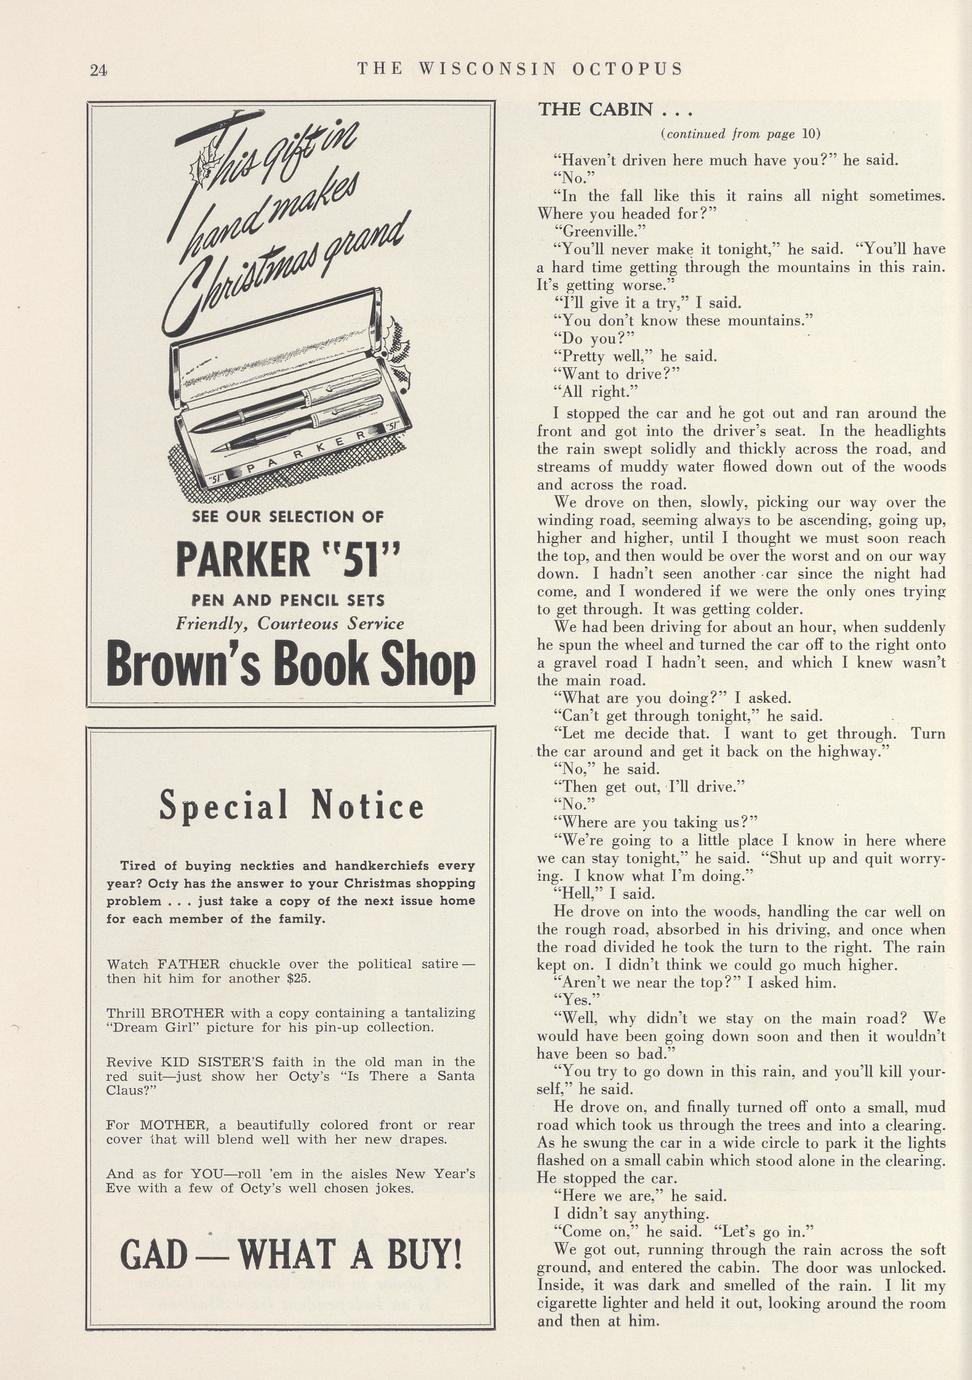 24
THE WISCONSIN OCTOPUS
This gift in
hand makes
Christmas grand
"51" PARKER "51"
SEE OUR SELECTION OF
PARKER "51"
PEN AND PENCIL SETS
Friendly, Courteous Service
Brown's Book Shop
Special Notice
Tired of buying neckties and handkerchiefs every
year? Octy has the answer to your Christmas shopping
problem . . . just take a copy of the next issue home
for each member of the family.
Watch FATHER chuckle over the political satire—
then hit him for another $25.
Thrill BROTHER with a copy containing a tantalizing
"Dream Girl" picture for his pin-up collection.
Revive KID SISTER'S faith in the old man in the
red suit—just show her Octy's "Is There a Santa
Claus?"
For MOTHER, a beautifully colored front or rear
cover that will blend well with her new drapes.
And as for YOU—roll 'em in the aisles New Year's
Eve with a few of Octy's well chosen jokes.
GAD — WHAT A BUY!
THE CABIN . . .
(continued from page 10)
"Haven't driven here much have you?" he said.
"No."
"In the fall like this it rains all night sometimes.
Where you headed for?"
"Greenville."
"You'll never make it tonight," he said. "You'll have
a hard time getting through the mountains in this rain.
It's getting worse."
"I'll give it a try," I said.
"You don't know these mountains."
"Do you?"
"Pretty well," he said.
"Want to drive?"
"All right."
I stopped the car and he got out and ran around the
front and got into the driver's seat. In the headlights
the rain swept solidly and thickly across the road, and
streams of muddy water flowed down out of the woods
and across the road.
We drove on then, slowly, picking our way over the
winding road, seeming always to be ascending, going up,
higher and higher, until I thought we must soon reach
the top, and then would be over the worst and on our way
down. I hadn't seen another car since the night had
come, and I wondered if we were the only ones trying
to get through. It was getting colder.
We had been driving for about an hour, when suddenly
he spun the wheel and turned the car off to the right onto
a gravel road I hadn't seen, and which I knew wasn't
the main road.
"What are you doing?" I asked.
"Can't get through tonight," he said.
"Let me decide that. I want to get through. Turn
the car around and get it back on the highway."
"No," he said.
"Then get out, I'll drive."
"No."
"Where are you taking us?"
"We're going to a little place I know in here where
we can stay tonight," he said. "Shut up and quit worry-
ing. I know what I'm doing."
"Hell," I said.
He drove on into the woods, handling the car well on
the rough road, absorbed in his driving, and once when
the road divided he took the turn to the right. The rain
kept on. I didn't think we could go much higher.
"Aren't we near the top?" I asked him.
"Yes."
"Well, why didn't we stay on the main road? We
would have been going down soon and then it wouldn't
have been so bad."
"You try to go down in this rain, and you'll kill your-
self," he said.
He drove on, and finally turned off onto a small, mud
road which took us through the trees and into a clearing.
As he swung the car in a wide circle to park it the lights
flashed on a small cabin which stood alone in the clearing.
He stopped the car.
"Here we are," he said.
I didn't say anything.
"Come on," he said. "Let's go in."
We got out, running through the rain across the soft
ground, and entered the cabin. The door was unlocked.
Inside, it was dark and smelled of the rain. I lit my
cigarette lighter and held it out, looking around the room
and then at him.